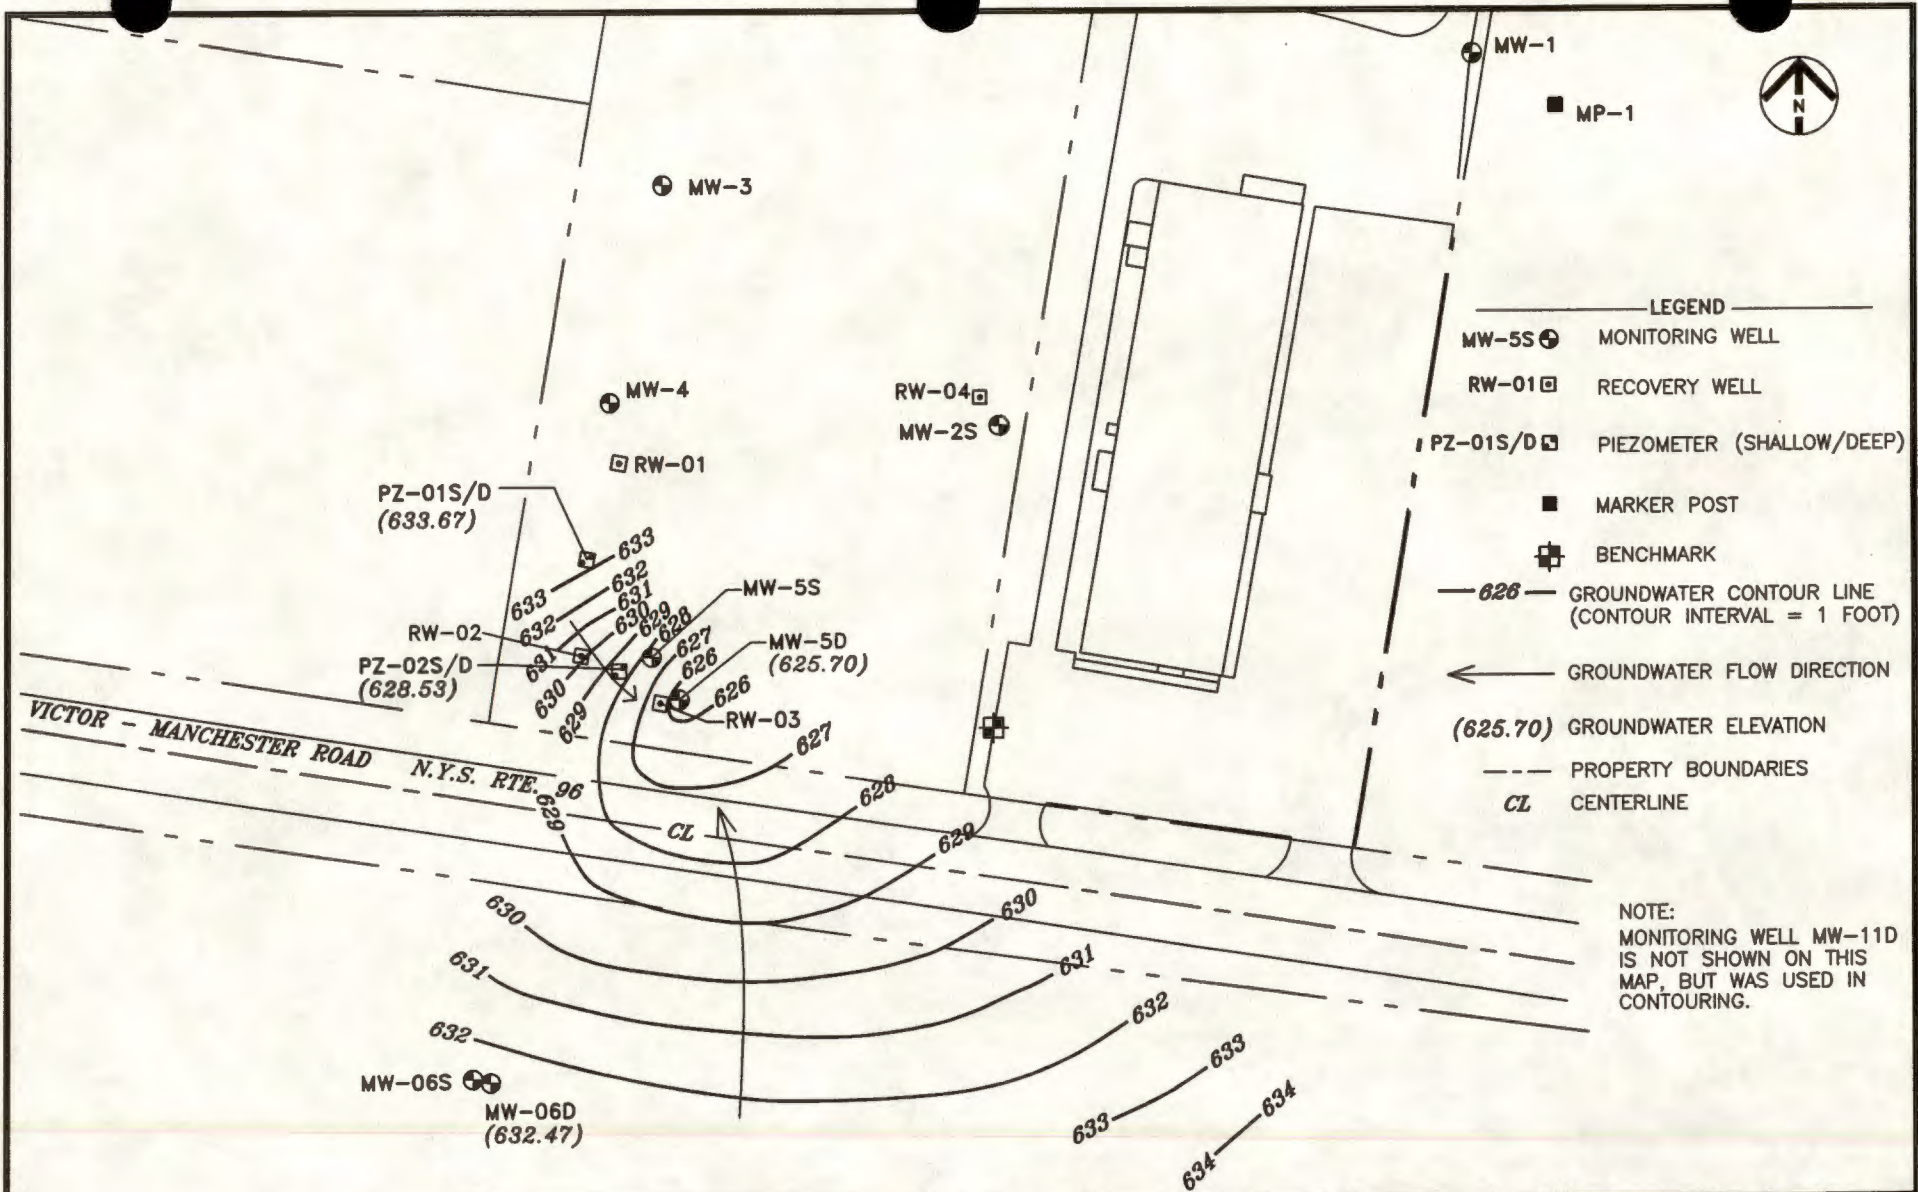 MW-1
N
MP-1
MW-3
LEGEND
MW-5S MONITORING WELL
RW-01 RECOVERY WELL
PZ-01S/D PIEZOMETER (SHALLOW/DEEP)
MARKER POST
BENCHMARK
626 GROUNDWATER CONTOUR LINE
(CONTOUR INTERVAL = 1 FOOT)
GROUNDWATER FLOW DIRECTION
(625.70) GROUNDWATER ELEVATION
PROPERTY BOUNDARIES
CL CENTERLINE
MW-4
RW-04
MW-2S
RW-01
PZ-01S/D
(633.67)
633
632
631
630
629
628
627
626
633
632
631
630
629
626
MW-5S
RW-02
MW-5D
(625.70)
PZ-02S/D
(628.53)
RW-03
627
628
629
629
VICTOR - MANCHESTER ROAD N.Y.S. RTE. 96
CL
630
630
631
631
632
632
633
633
634
634
MW-06S
MW-06D
(632.47)
NOTE:
MONITORING WELL MW-11D
IS NOT SHOWN ON THIS
MAP, BUT WAS USED IN
CONTOURING.